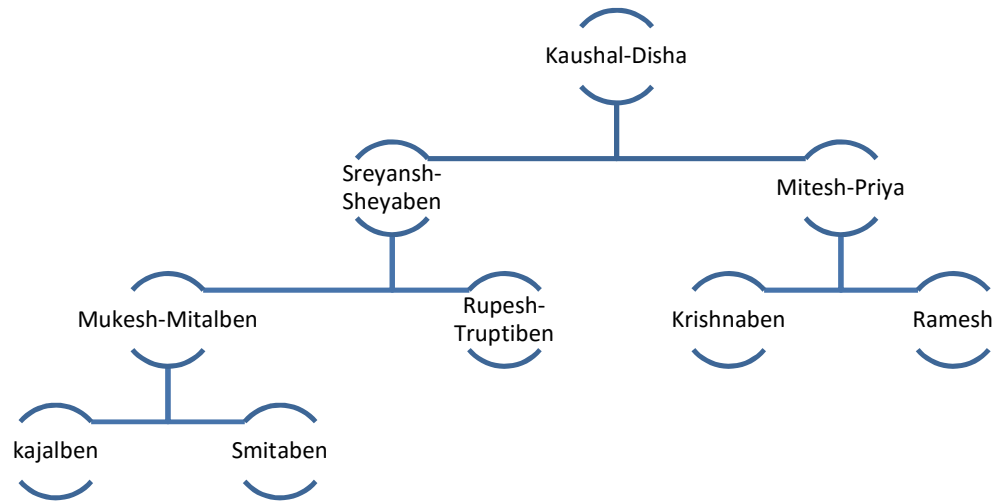 Kaushal-Disha
Sreyansh-
Sheyaben
Mitesh-Priya
Mukesh-Mitalben
Rupesh-
Truptiben
Krishnaben
Ramesh
kajalben
Smitaben